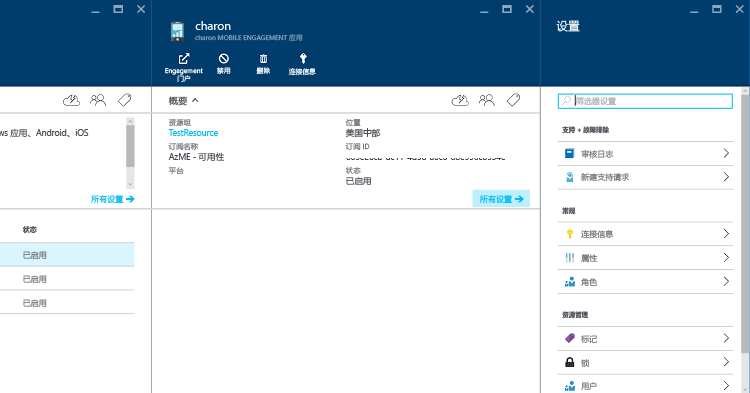 ws 应用、Android、iOS
所有设置
状态
已启用
已启用
已启用
charon
charon MOBILE ENGAGEMENT 应用
Engagement
门户
禁用
删除
连接信息
概要
资源组
TestResource
位置
美国中部
订阅名称
AzME - 可用性
订阅 ID
平台
状态
已启用
所有设置
设置
筛选器设置
支持 + 故障排除
审核日志
新建支持请求
常规
连接信息
属性
角色
资源管理
标记
锁
用户